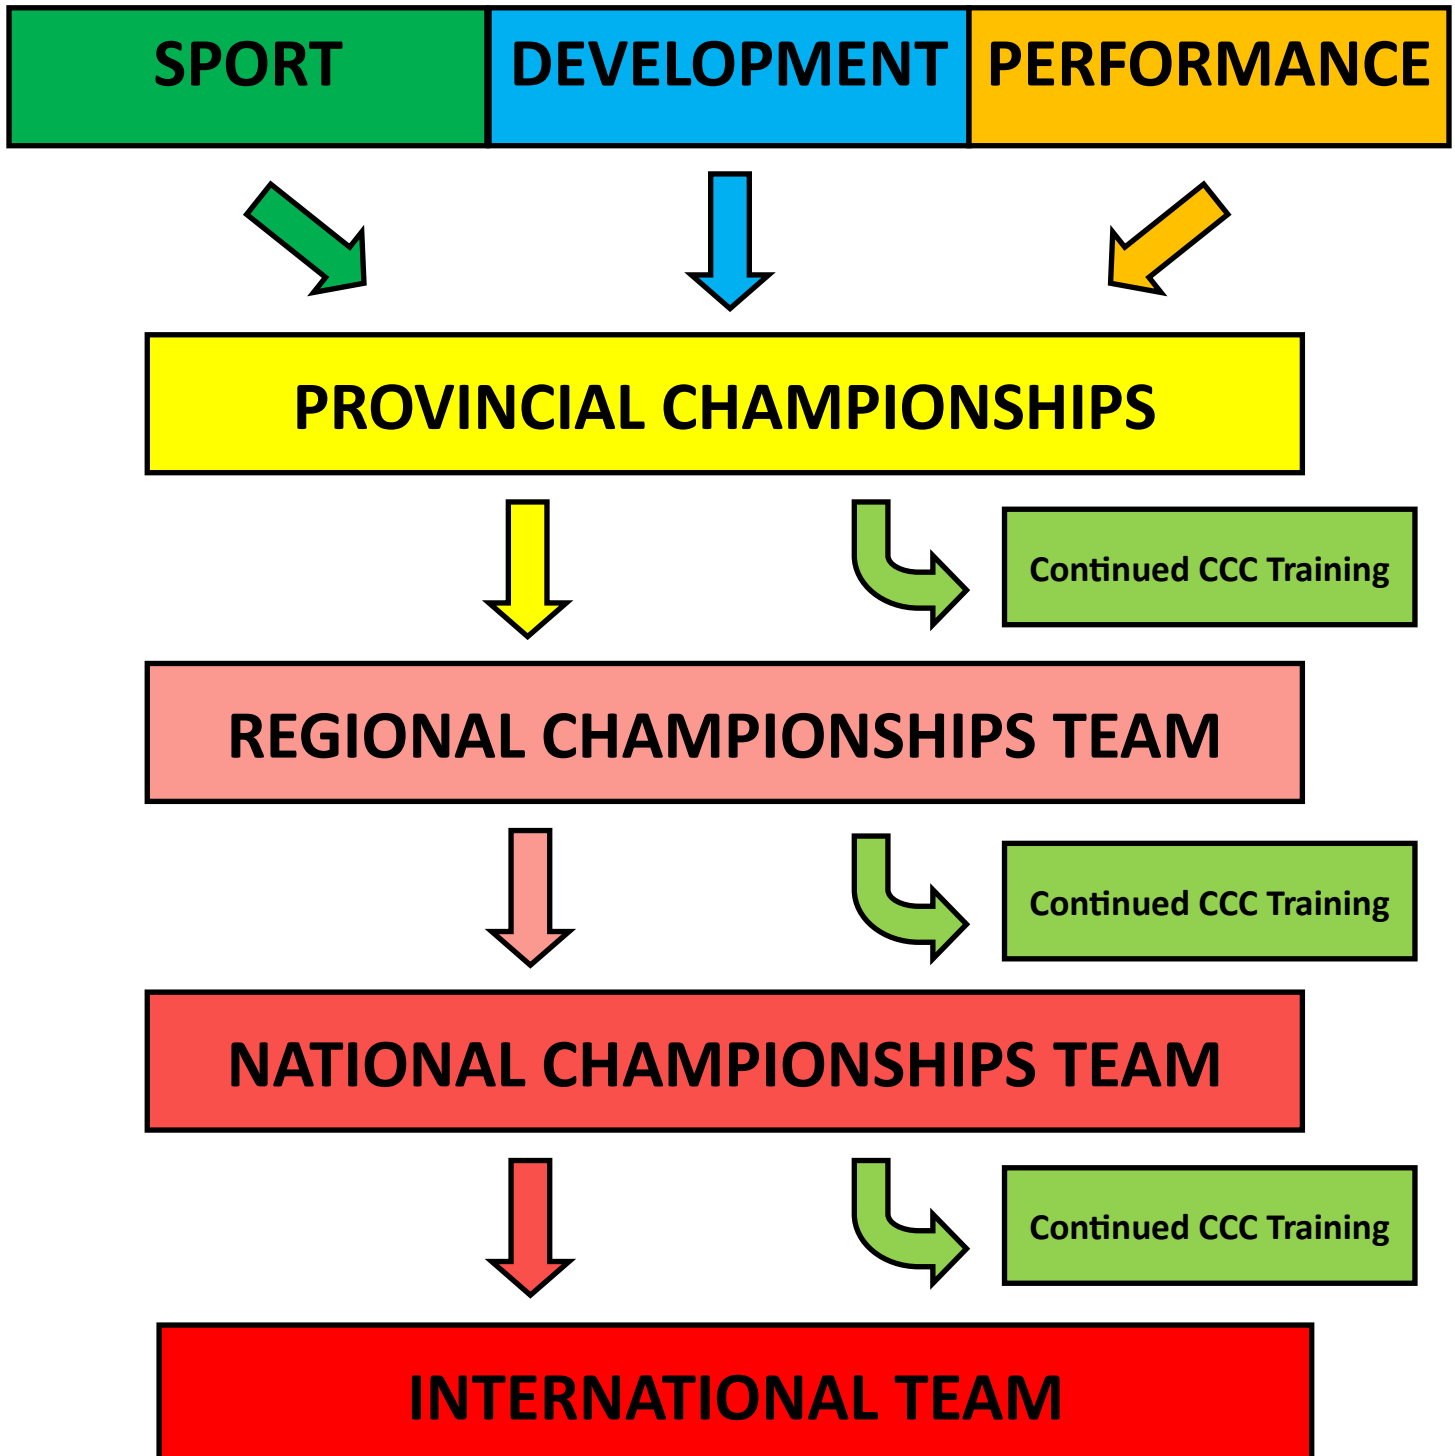 SPORT
DEVELOPMENT
PERFORMANCE
PROVINCIAL CHAMPIONSHIPS
Continued CCC Training
REGIONAL CHAMPIONSHIPS TEAM
Continued CCC Training
NATIONAL CHAMPIONSHIPS TEAM
Continued CCC Training
INTERNATIONAL TEAM